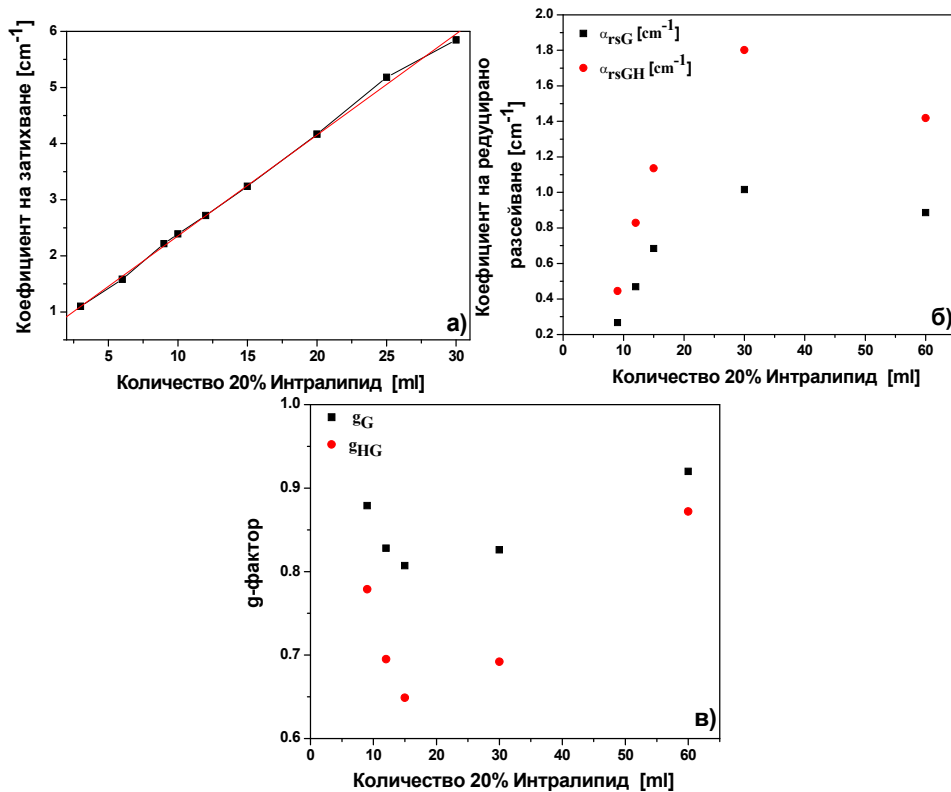 Коефициент на затихване [cm⁻¹]
6
5
4
3
2
1
5 10 15 20 25 30
Количество 20% Интралипид [ml]
а)
Коефициент на редуцирано
разсейване [cm⁻¹]
2.0
1.8
1.6
1.4
1.2
1.0
0.8
0.6
0.4
0.2
0 10 20 30 40 50 60
Количество 20% Интралипид [ml]
αrsG [cm⁻¹]
αrsGH [cm⁻¹]
б)
g-фактор
1.0
0.9
0.8
0.7
0.6
0 10 20 30 40 50 60
Количество 20% Интралипид [ml]
gG
gHG
в)